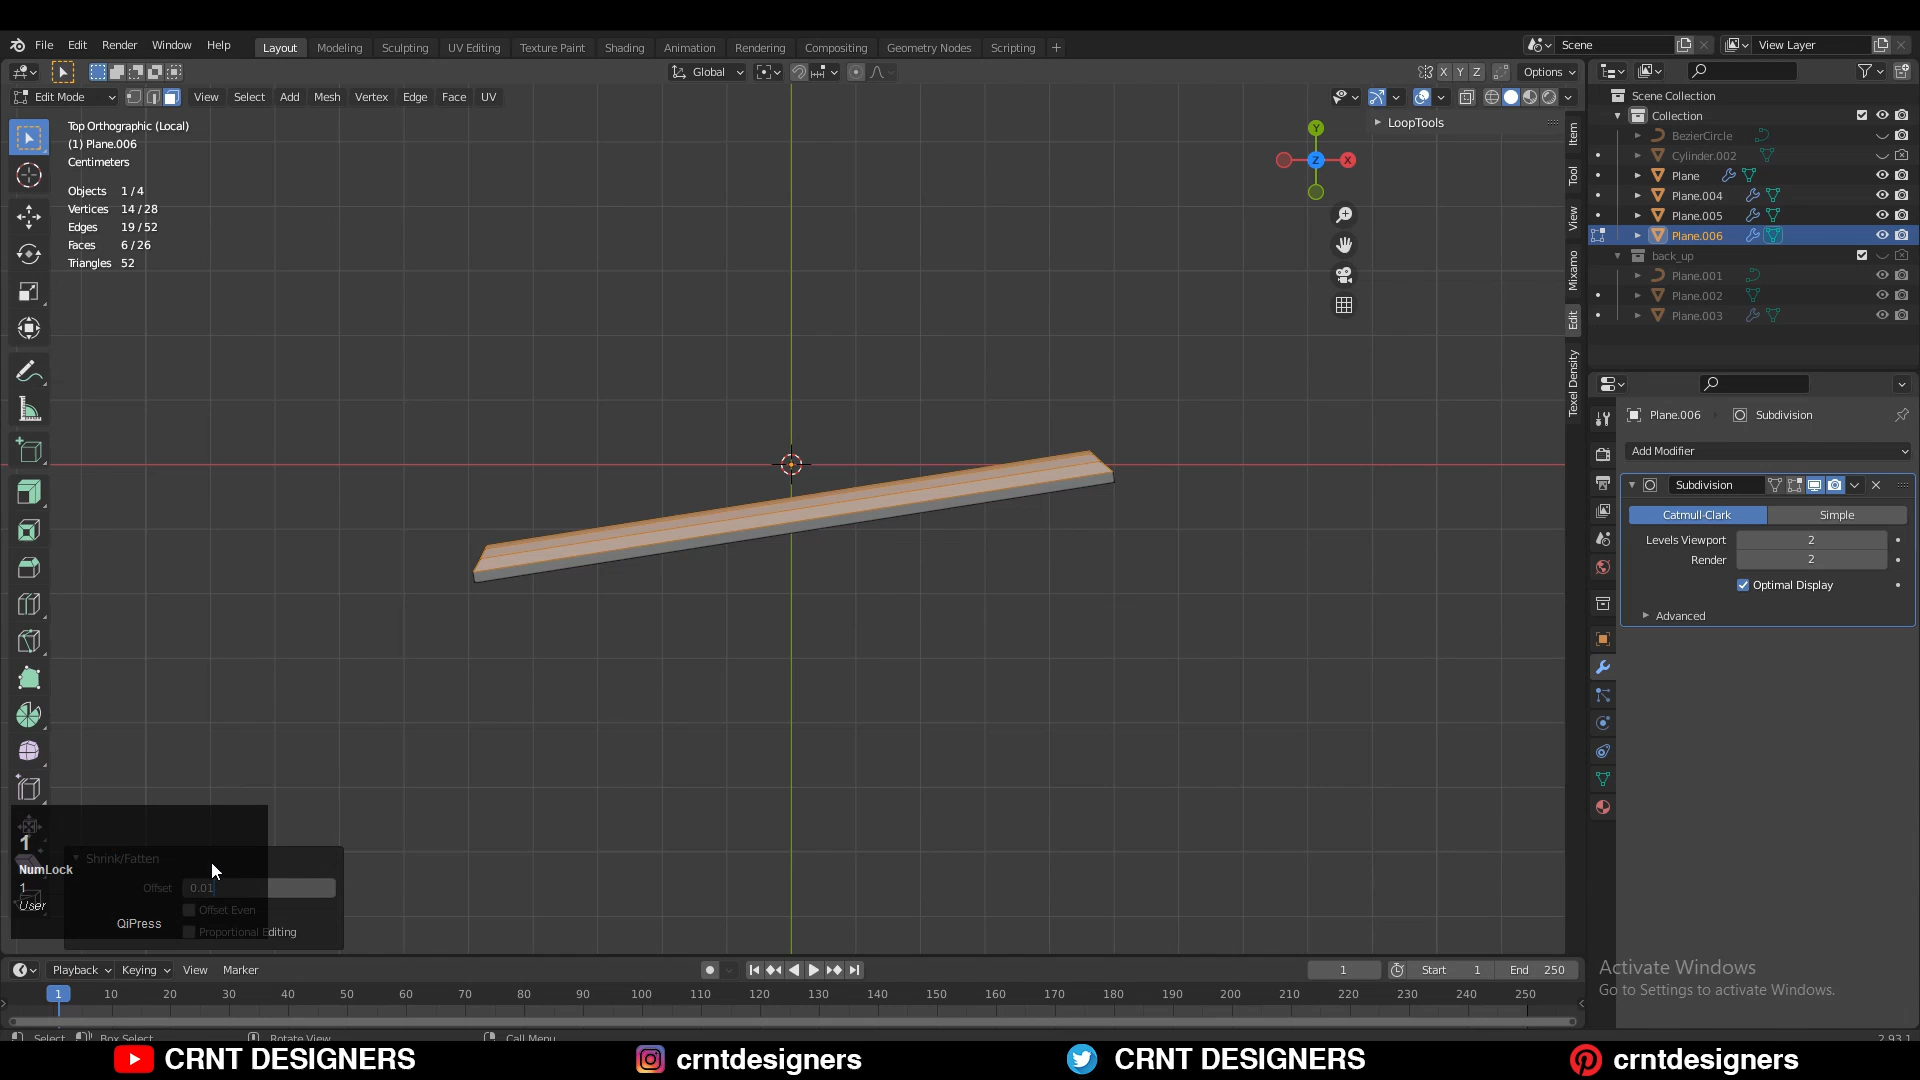 File Edit Render Window Help Layout Modeling Sculpting UV Editing Texture Paint Shading Animation Rendering Compositing Geometry Nodes Scripting + Scene View Layer
Global X Y Z Options
Edit Mode View Select Add Mesh Vertex Edge Face UV
Top Orthographic (Local)
(1) Plane.006
Centimeters
Objects 1/4
Vertices 14/28
Edges 19/52
Faces 6/26
Triangles 52
LoopTools
Y
Z
X
Item
Tool
View
Mixamo
Edit
Texel Density
Scene Collection
Collection
BezierCircle
Cylinder.002
Plane
Plane.004
Plane.005
Plane.006
back_up
Plane.001
Plane.002
Plane.003
Plane.006 Subdivision
Add Modifier
Subdivision
Catmull-Clark Simple
Levels Viewport 2
Render 2
Optimal Display
Advanced
1
NumLock
1
User
QiPress
Shrink/Fatten
Offset 0.01
Offset Even
Proportional Editing
Playback Keying View Marker 1 Start 1 End 250
1 10 20 30 40 50 60 70 80 90 100 110 120 130 140 150 160 170 180 190 200 210 220 230 240 250
Activate Windows
Go to Settings to activate Windows.
Select Box Select Rotate View Call Menu 2.93.1
CRNT DESIGNERS crntdesigners CRNT DESIGNERS crntdesigners